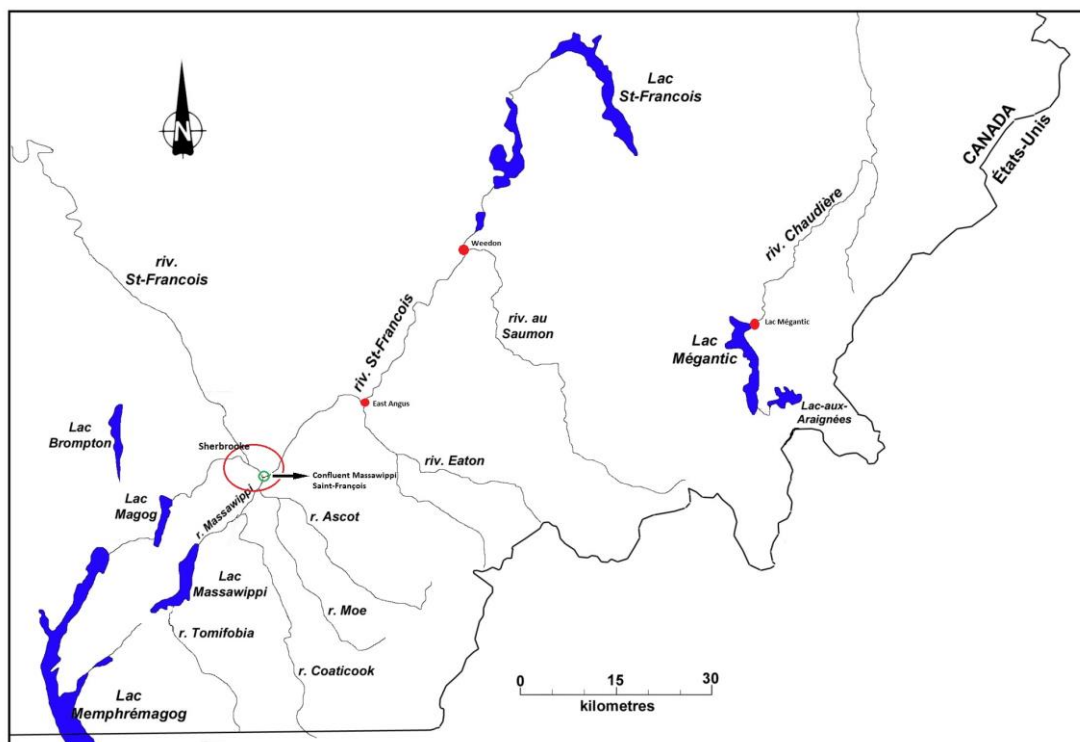 N
Lac
St-Francois
CANADA
États-Unis
riv.
St-Francois
Weedon
riv. Chaudière
riv. St-Francois
riv. au
Saumon
Lac Mégantic
Lac
Mégantic
East Angus
Lac-aux-
Araignées
Lac
Brompton
Sherbrooke
riv. Eaton
Confluent Massawippi
Saint-François
Lac
Magog
r. Massawippi
r. Ascot
Lac
Massawippi
r. Moe
r. Tomifobia
r. Coaticook
Lac
Memphrémagog
0 15 30
kilometres